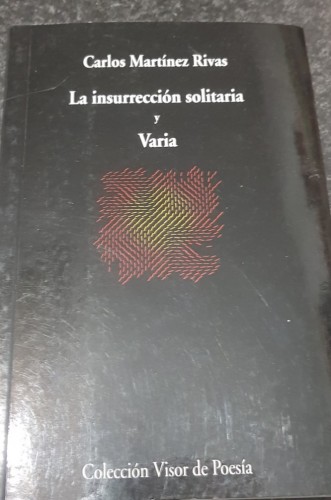 Carlos Martínez Rivas
La insurrección solitaria
y
Varia
Colección Visor de Poesía